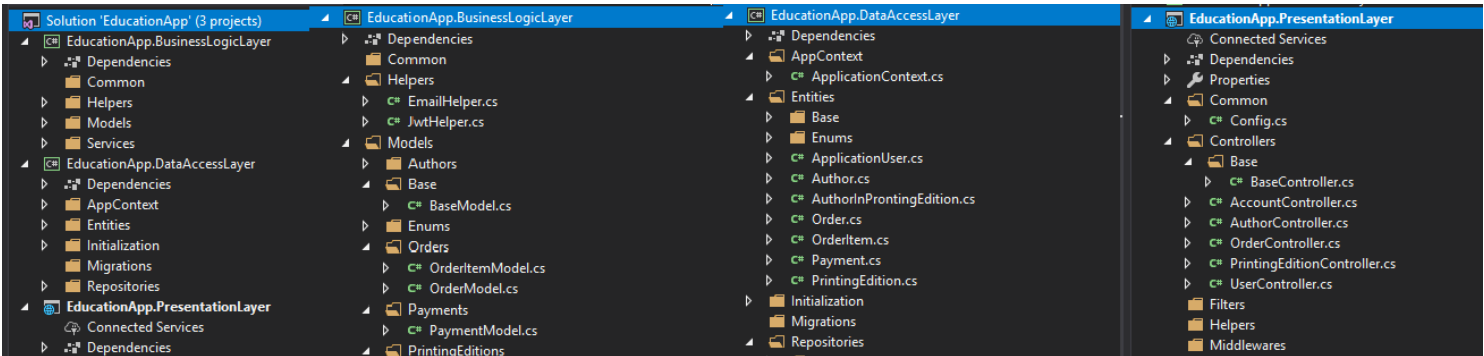 Solution 'EducationApp' (3 projects)
EducationApp.BusinessLogicLayer
Dependencies
Common
Helpers
Models
Services
EducationApp.DataAccessLayer
Dependencies
AppContext
Entities
Initialization
Migrations
Repositories
EducationApp.PresentationLayer
Connected Services
Dependencies
EducationApp.BusinessLogicLayer
Dependencies
Common
Helpers
C# EmailHelper.cs
C# JwtHelper.cs
Models
Authors
Base
C# BaseModel.cs
Enums
Orders
C# OrderItemModel.cs
C# OrderModel.cs
Payments
C# PaymentModel.cs
PrintingEditions
EducationApp.DataAccessLayer
Dependencies
AppContext
C# ApplicationContext.cs
Entities
Base
Enums
C# ApplicationUser.cs
C# Author.cs
C# AuthorInProntingEdition.cs
C# Order.cs
C# OrderItem.cs
C# Payment.cs
C# PrintingEdition.cs
Initialization
Migrations
Repositories
EducationApp.PresentationLayer
Connected Services
Dependencies
Properties
Common
C# Config.cs
Controllers
Base
C# BaseController.cs
C# AccountController.cs
C# AuthorController.cs
C# OrderController.cs
C# PrintingEditionController.cs
C# UserController.cs
Filters
Helpers
Middlewares